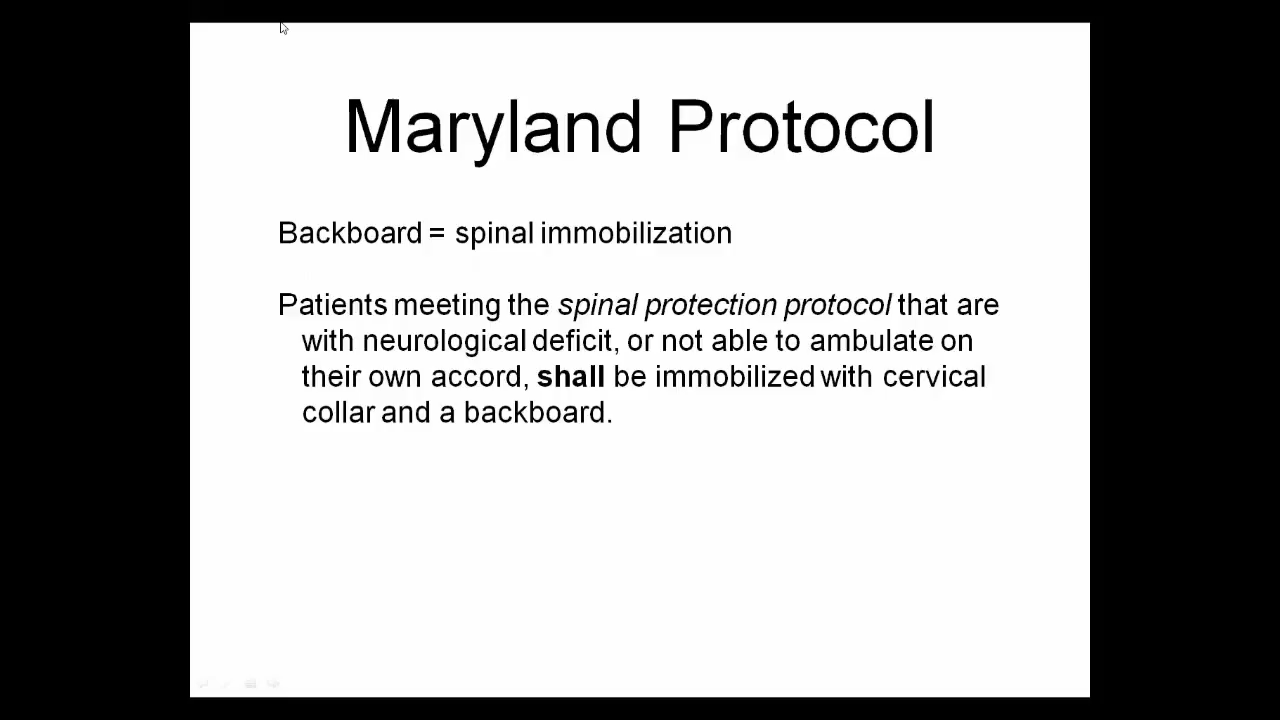 Maryland Protocol
Backboard = spinal immobilization
Patients meeting the spinal protection protocol that are
with neurological deficit, or not able to ambulate on
their own accord, shall be immobilized with cervical
collar and a backboard.